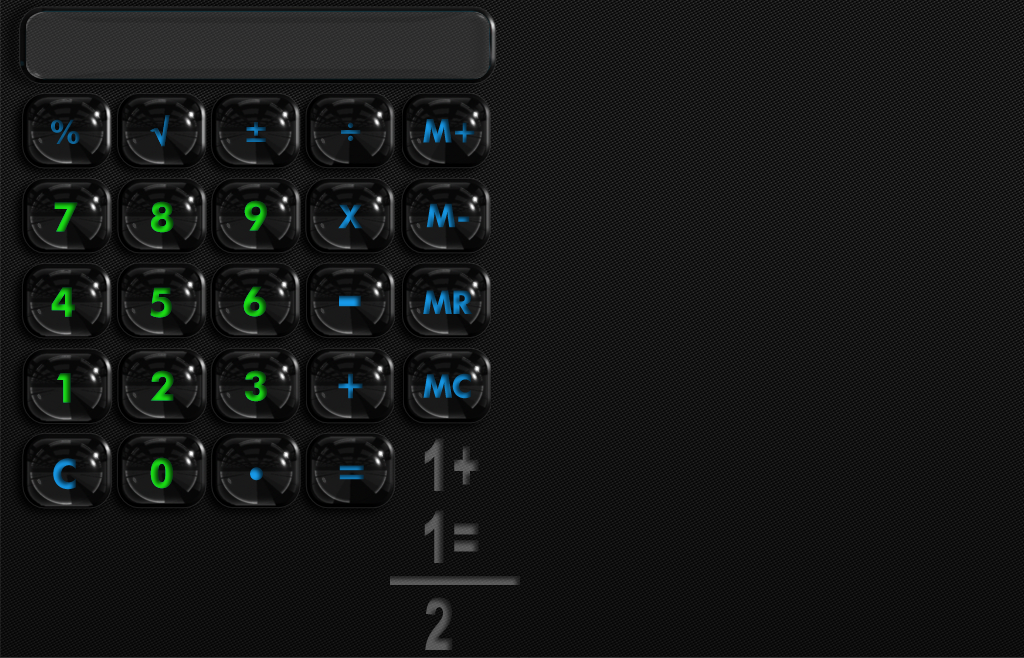 % √ ± ÷ M+
7 8 9 X M-
4 5 6 - MR
1 2 3 + MC
C 0 • =
1+
1=
2